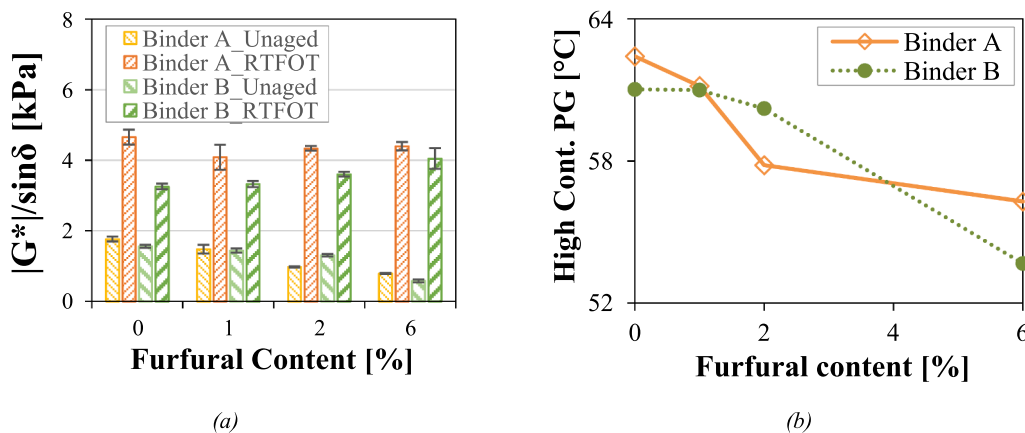 |G*|/sinδ [kPa]
8
6
4
2
0
Binder A_Unaged
Binder A_RTFOT
Binder B_Unaged
Binder B_RTFOT
0 1 2 6
Furfural Content [%]
(a)
High Cont. PG [°C]
64
58
52
Binder A
Binder B
0 2 4 6
Furfural content [%]
(b)